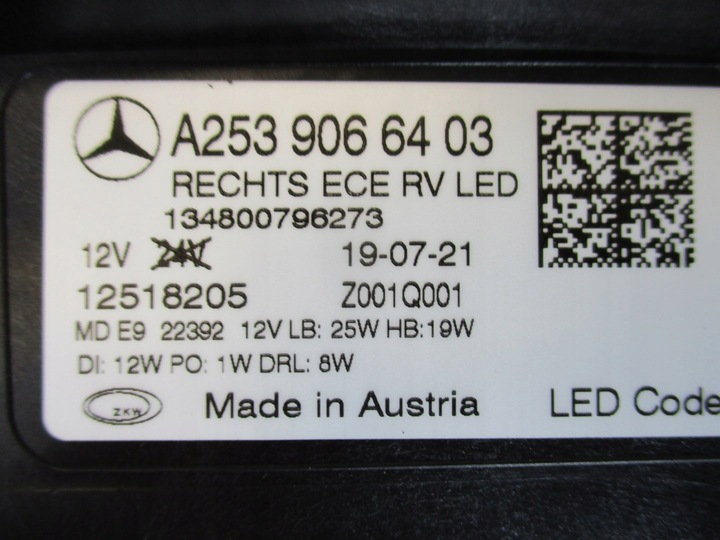 A253 906 64 03
RECHTS ECE RV LED
134800796273
12V 24V 19-07-21
12518205 Z001Q001
MD E9 22392 12V LB: 25W HB:19W
DI: 12W PO: 1W DRL: 8W
ZKW Made in Austria LED Code